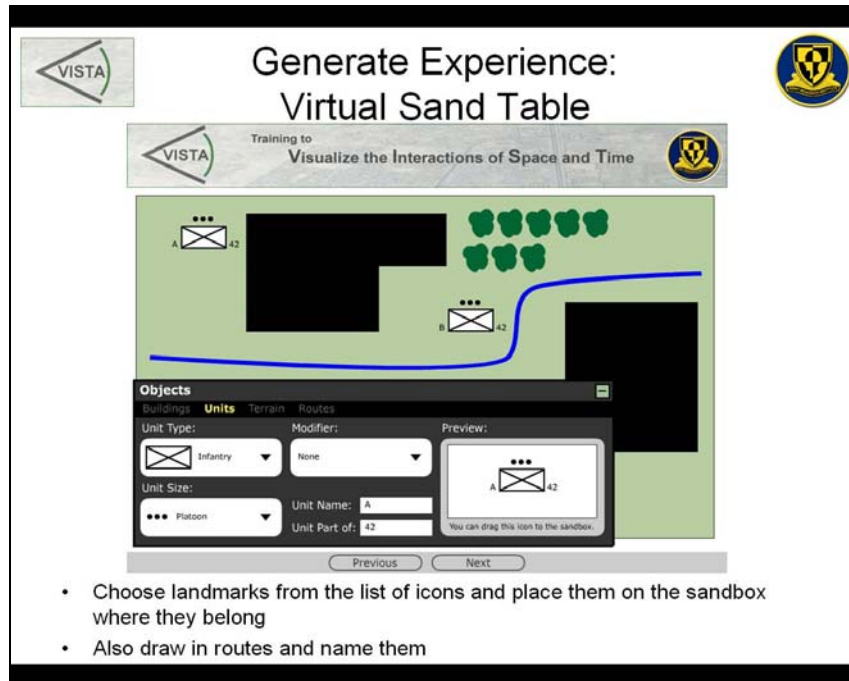 VISTA
Generate Experience:
Virtual Sand Table
VISTA
Training to
Visualize the Interactions of Space and Time
A 42
B 42
Objects
Buildings Units Terrain Routes
Unit Type: Modifier: Preview:
Infantry None
A 42
Unit Size:
Platoon
Unit Name: A
Unit Part of: 42
You can drag this icon to the sandbox.
Previous Next
• Choose landmarks from the list of icons and place them on the sandbox
where they belong
• Also draw in routes and name them